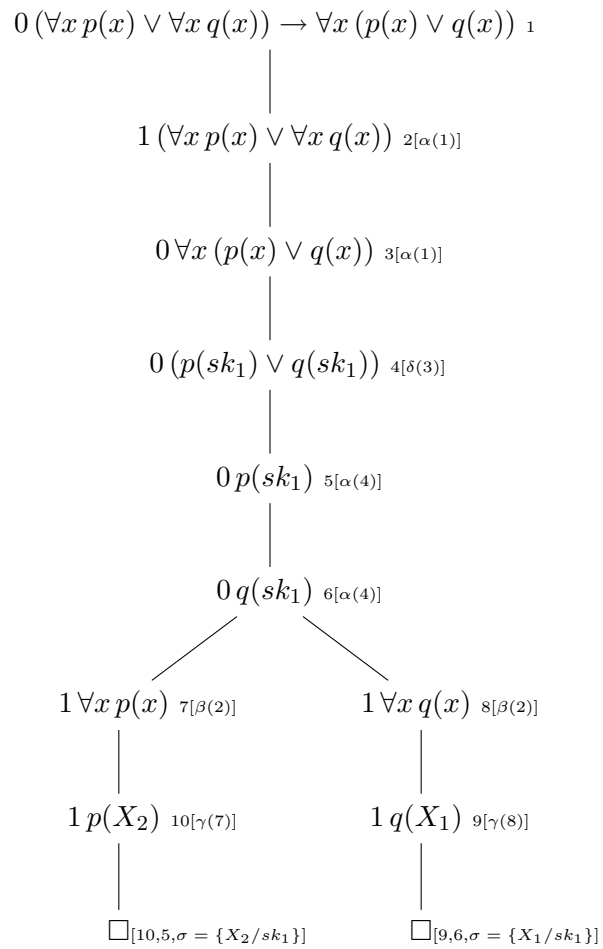 0 (∀x p(x) ∨ ∀x q(x)) → ∀x (p(x) ∨ q(x)) 1
1 (∀x p(x) ∨ ∀x q(x)) 2[α(1)]
0 ∀x (p(x) ∨ q(x)) 3[α(1)]
0 (p(sk₁) ∨ q(sk₁)) 4[δ(3)]
0 p(sk₁) 5[α(4)]
0 q(sk₁) 6[α(4)]
1 ∀x p(x) 7[β(2)] 1 ∀x q(x) 8[β(2)]
1 p(X₂) 10[γ(7)] 1 q(X₁) 9[γ(8)]
□[10,5,σ = {X₂/sk₁}] □[9,6,σ = {X₁/sk₁}]